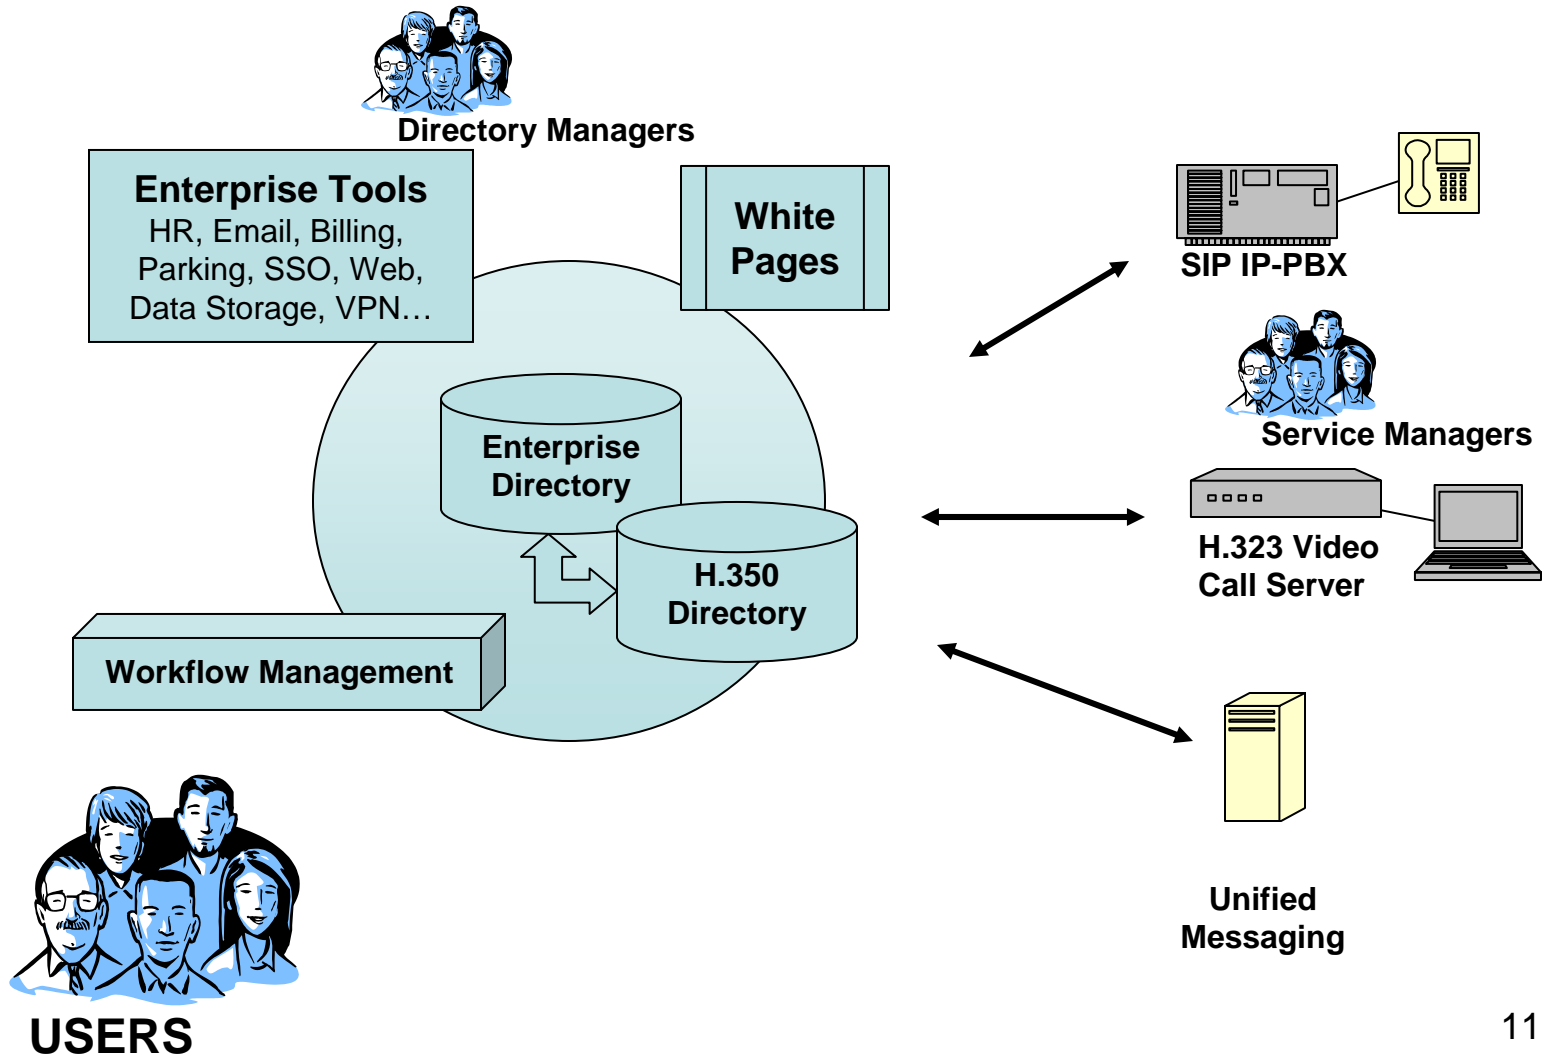 Directory Managers
Enterprise Tools
HR, Email, Billing,
Parking, SSO, Web,
Data Storage, VPN…
White
Pages
SIP IP-PBX
Service Managers
Enterprise
Directory
H.350
Directory
H.323 Video
Call Server
Workflow Management
Unified
Messaging
USERS
11